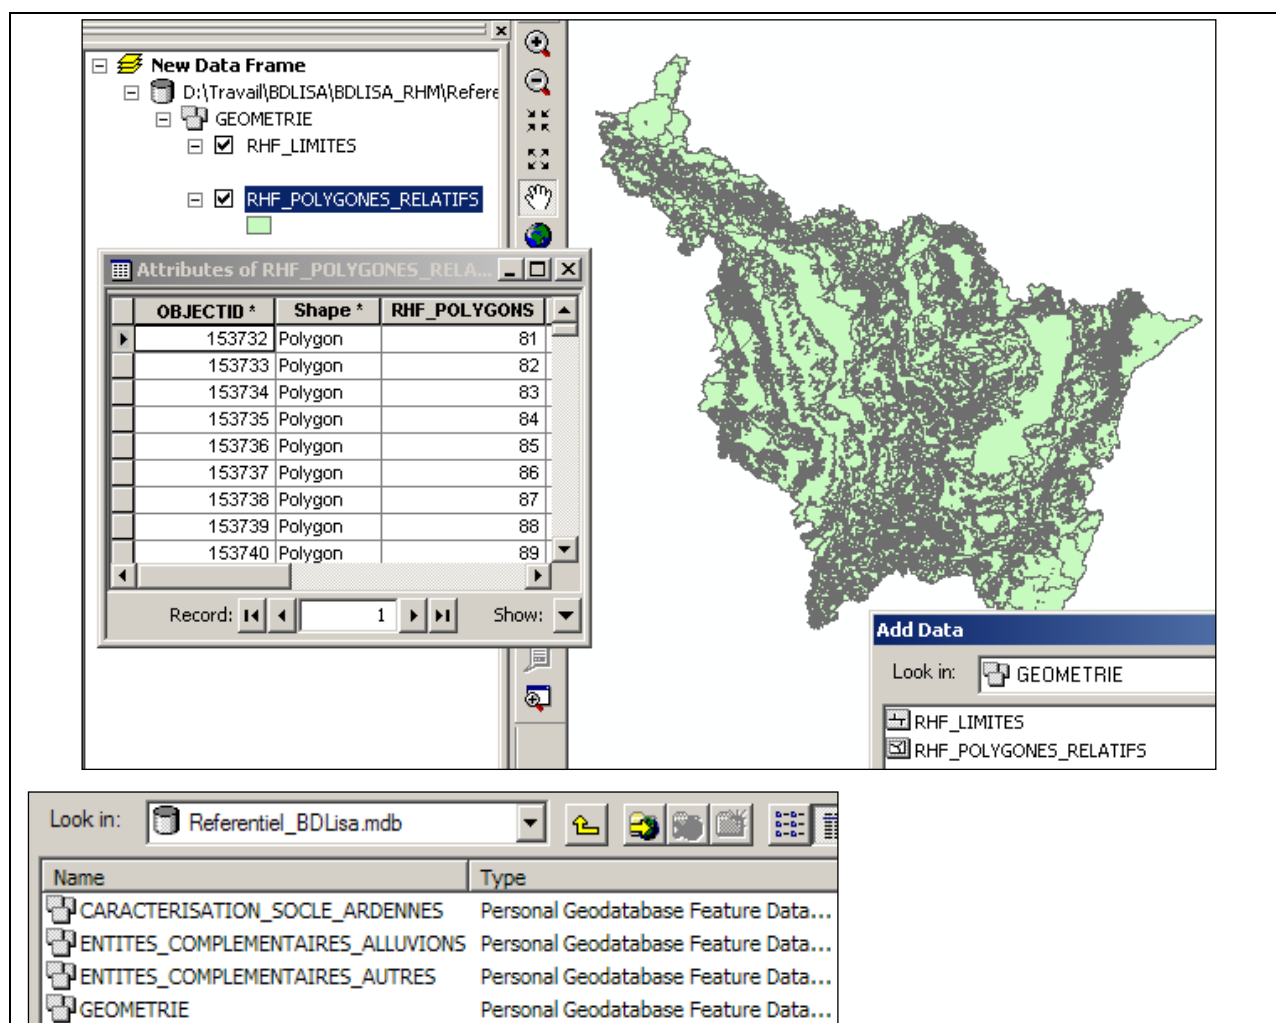 New Data Frame
D:\Travail\BDLISA\BDLISA_RHM\Refere
GEOMETRIE
RHF_LIMITES
RHF_POLYGONES_RELATIFS
Attributes of RHF_POLYGONES_RELA...
OBJECTID * Shape * RHF_POLYGONS
153732 Polygon 81
153733 Polygon 82
153734 Polygon 83
153735 Polygon 84
153736 Polygon 85
153737 Polygon 86
153738 Polygon 87
153739 Polygon 88
153740 Polygon 89
Record: 1 Show:
Add Data
Look in: GEOMETRIE
RHF_LIMITES
RHF_POLYGONES_RELATIFS
Look in: Referentiel_BDLisa.mdb
Name Type
CARACTERISATION_SOCLE_ARDENNES Personal Geodatabase Feature Data...
ENTITES_COMPLEMENTAIRES_ALLUVIONS Personal Geodatabase Feature Data...
ENTITES_COMPLEMENTAIRES_AUTRES Personal Geodatabase Feature Data...
GEOMETRIE Personal Geodatabase Feature Data...